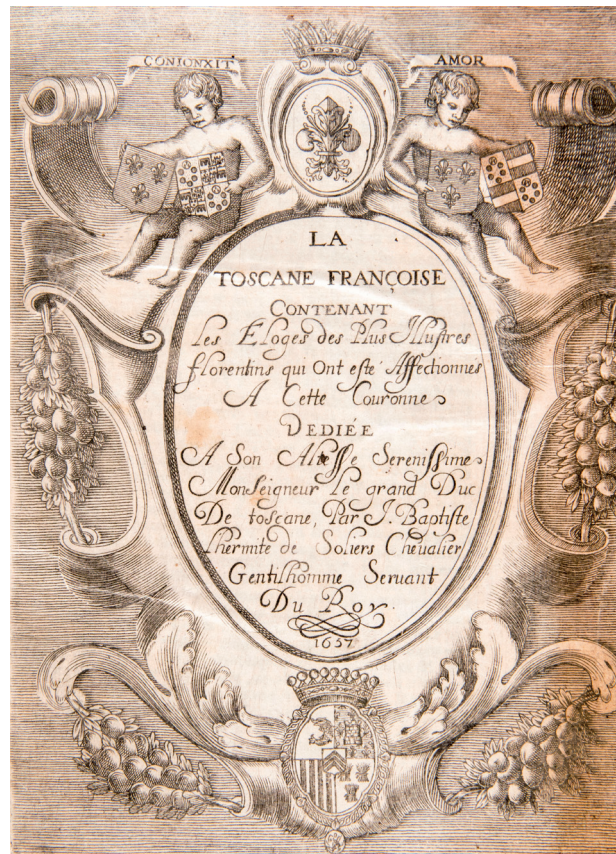 CONIONXIT
AMOR
LA
TOSCANE FRANÇOISE
CONTENANT
Les Eloges des Plus Illustres
florentins qui Ont esté Affectionnes
A Cette Couronne
DEDIÉE
A Son Altesse Serenissime
Monseigneur Le grand Duc
De toscane, Par J. Baptiste
lhermite de Soliers Cheualier
Gentilhomme Seruant
Du Roy.
1657